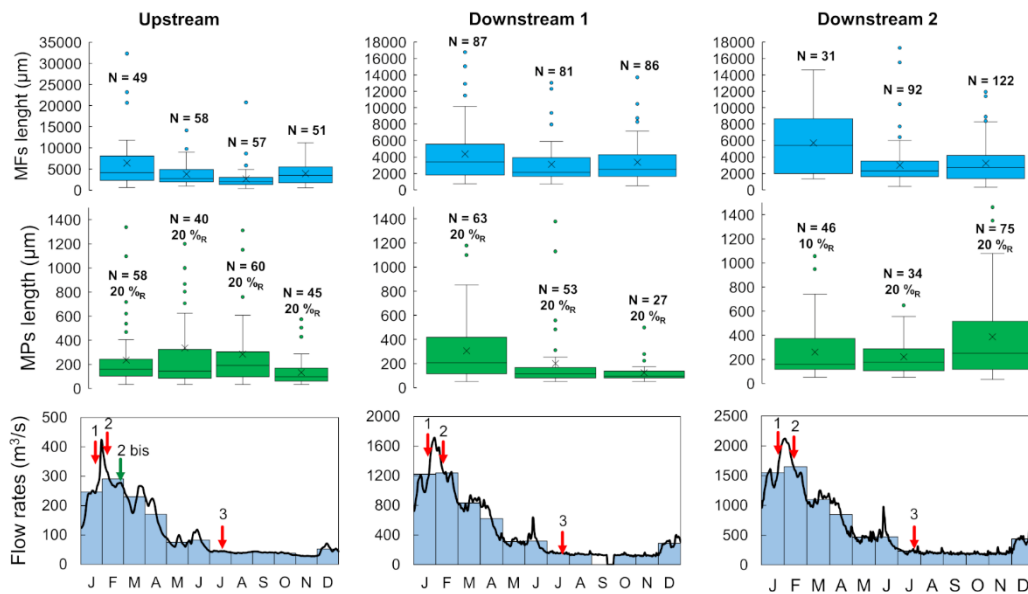 Upstream
Downstream 1
Downstream 2
MFs lenght (µm)
35000
30000
25000
20000
15000
10000
5000
0
N = 49
N = 58
N = 57
N = 51
18000
16000
14000
12000
10000
8000
6000
4000
2000
0
N = 87
N = 81
N = 86
18000
16000
14000
12000
10000
8000
6000
4000
2000
0
N = 31
N = 92
N = 122
MPs length (µm)
1400
1200
1000
800
600
400
200
0
N = 58
20 %R
N = 40
20 %R
N = 60
20 %R
N = 45
20 %R
1400
1200
1000
800
600
400
200
0
N = 63
20 %R
N = 53
20 %R
N = 27
20 %R
1400
1200
1000
800
600
400
200
0
N = 46
10 %R
N = 34
20 %R
N = 75
20 %R
Flow rates (m³/s)
500
400
300
200
100
0
1
2
2 bis
3
J F M A M J J A S O N D
2000
1600
1200
800
400
0
1
2
3
J F M A M J J A S O N D
2500
2000
1500
1000
500
0
1
2
3
J F M A M J J A S O N D